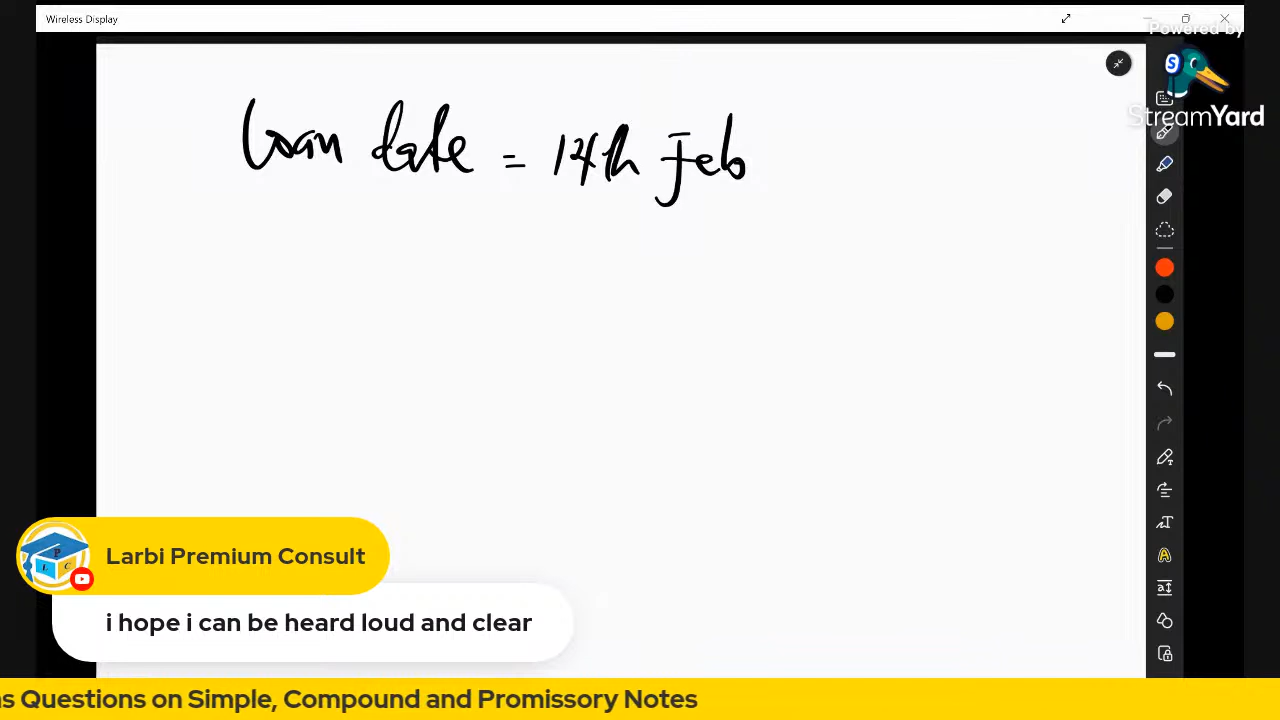 Wireless Display
Powered by
StreamYard
Loan date = 14th Feb
Larbi Premium Consult
i hope i can be heard loud and clear
s Questions on Simple, Compound and Promissory Notes